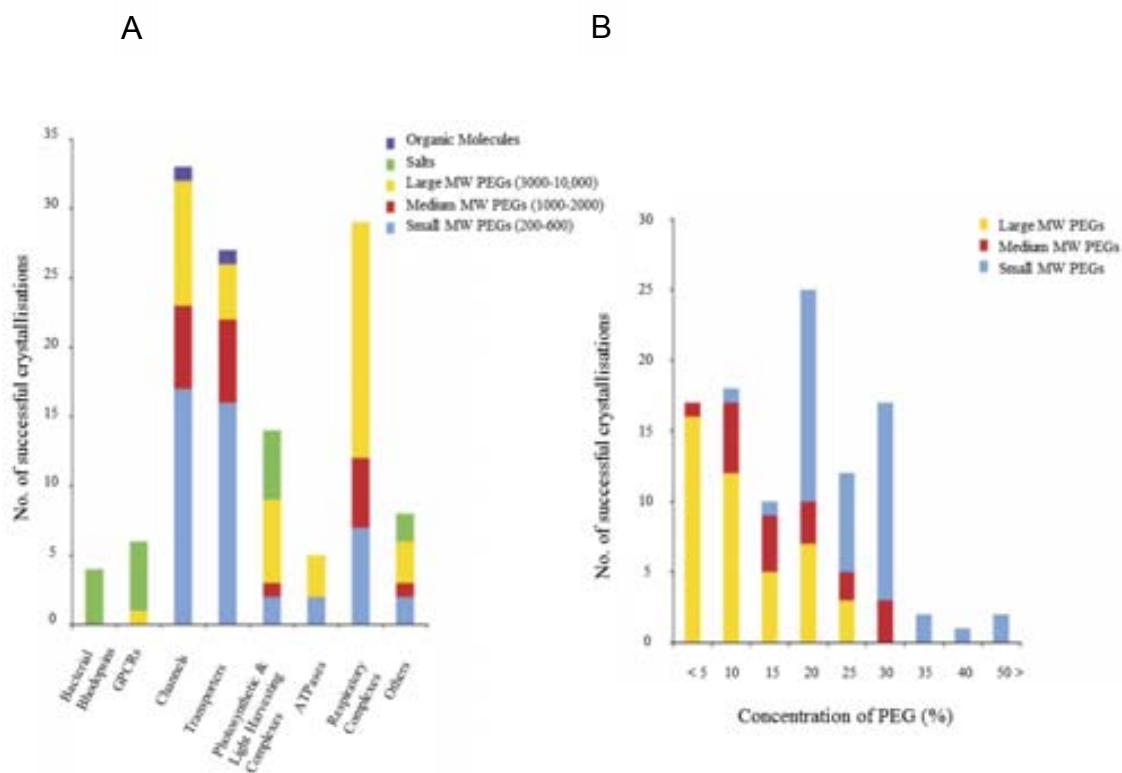 A
B
35
30
25
20
15
10
5
0
No. of successful crystallisations
Organic Molecules
Salts
Large MW PEGs (3000-10,000)
Medium MW PEGs (1000-2000)
Small MW PEGs (200-600)
Bacterial
Rhodopsins
GPCRs
Channels
Transporters
Photosynthetic &
Light Harvesting
Complexes
ATPases
Respiratory
Complexes
Others
30
25
20
15
10
5
0
No. of successful crystallisations
Large MW PEGs
Medium MW PEGs
Small MW PEGs
< 5 10 15 20 25 30 35 40 50 >
Concentration of PEG (%)